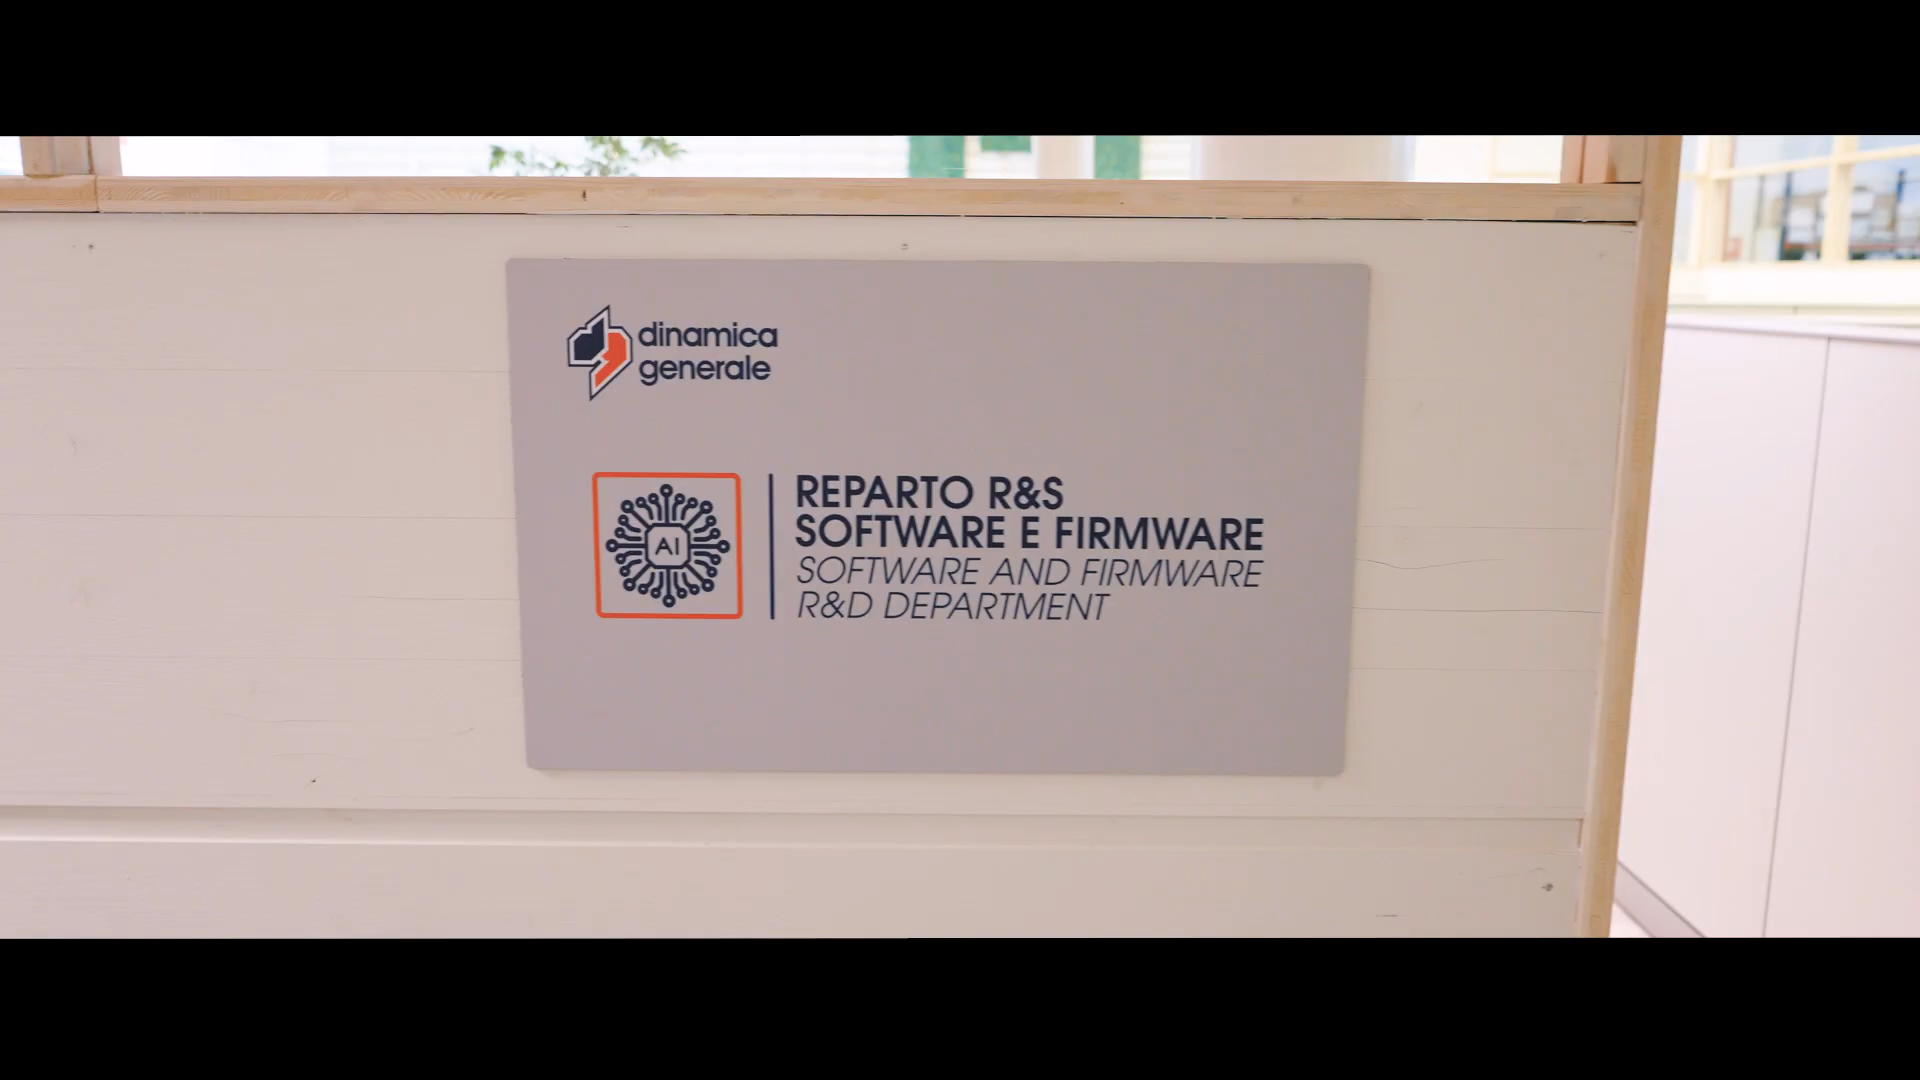 dinamica
generale
AI
REPARTO R&S
SOFTWARE E FIRMWARE
SOFTWARE AND FIRMWARE
R&D DEPARTMENT